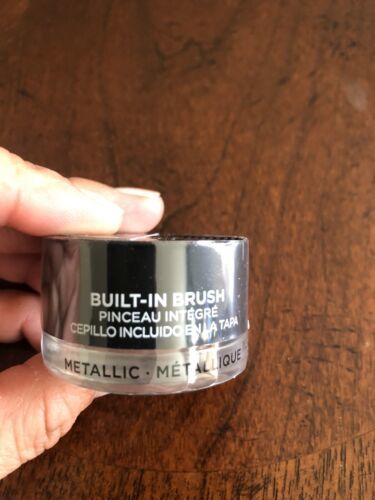 BUILT-IN BRUSH
PINCEAU INTÉGRÉ
CEPILLO INCLUIDO EN LA TAPA
METALLIC · MÉTALLIQUE